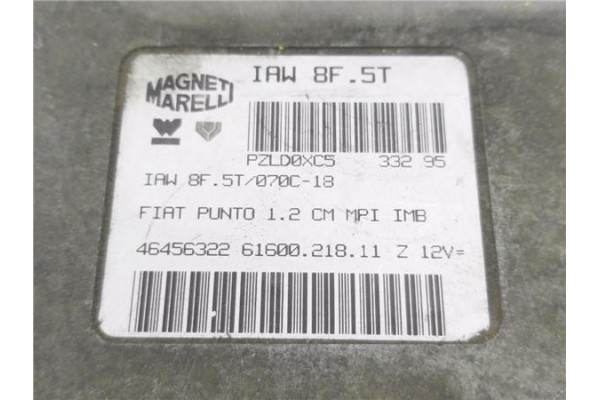 IAW 8F.5T
MAGNETI
MARELLI
PZLD0XC5 332 95
IAW 8F.5T/070C-18
FIAT PUNTO 1.2 CM MPI IMB
46456322 61600.218.11 Z 12V=